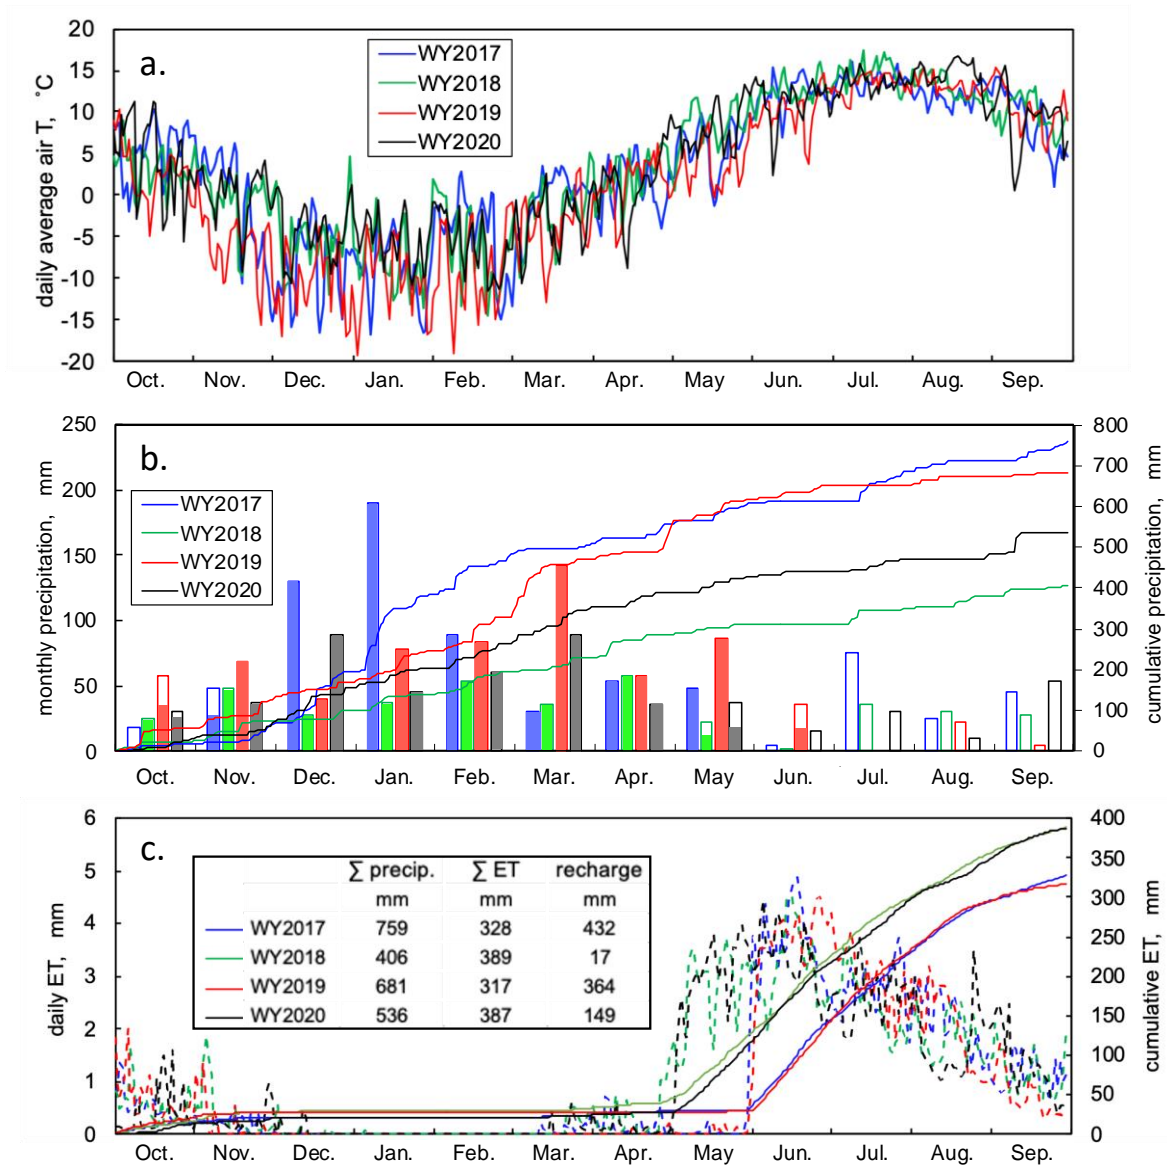 a.
daily average air T, °C
20
15
10
5
0
-5
-10
-15
-20
WY2017
WY2018
WY2019
WY2020
Oct. Nov. Dec. Jan. Feb. Mar. Apr. May Jun. Jul. Aug. Sep.
b.
monthly precipitation, mm
250
200
150
100
50
0
WY2017
WY2018
WY2019
WY2020
800
700
600
500
400
300
200
100
0
cumulative precipitation, mm
Oct. Nov. Dec. Jan. Feb. Mar. Apr. May Jun. Jul. Aug. Sep.
c.
daily ET, mm
6
5
4
3
2
1
0
∑ precip. ∑ ET recharge
mm mm mm
WY2017 759 328 432
WY2018 406 389 17
WY2019 681 317 364
WY2020 536 387 149
400
350
300
250
200
150
100
50
0
cumulative ET, mm
Oct. Nov. Dec. Jan. Feb. Mar. Apr. May Jun. Jul. Aug. Sep.